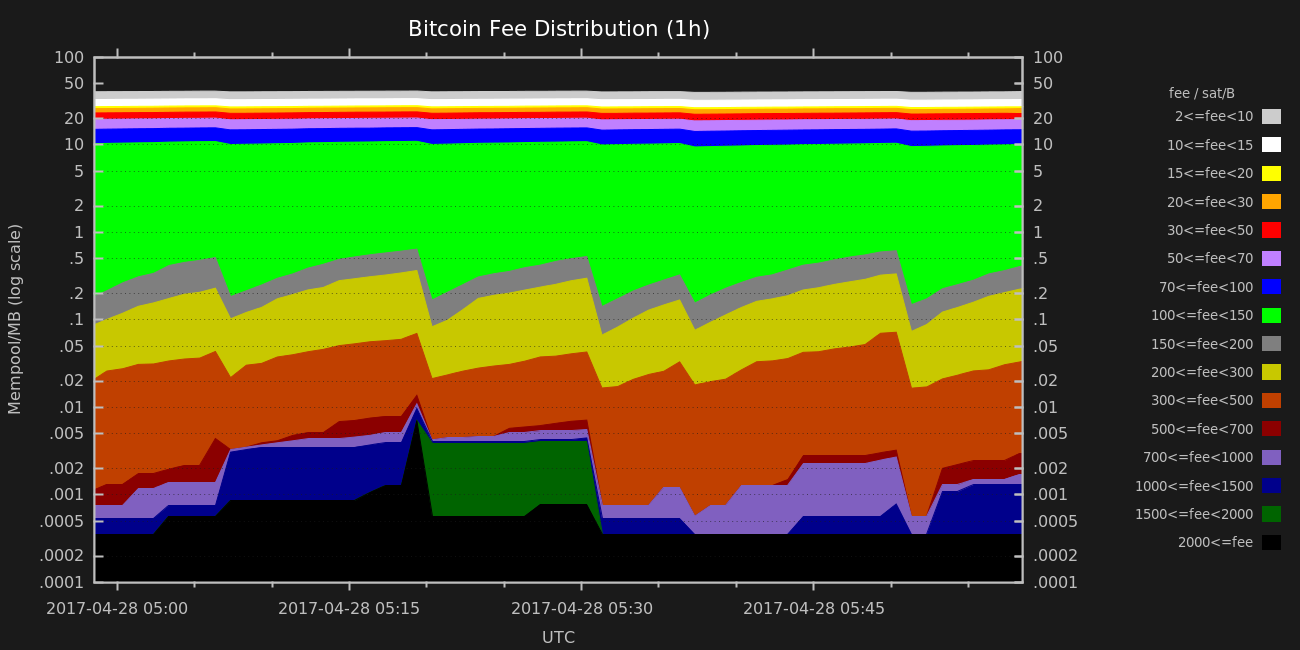 Bitcoin Fee Distribution (1h)
100 100
50 50
20 20
10 10
5 5
2 2
1 1
.5 .5
.2 .2
.1 .1
.05 .05
.02 .02
.01 .01
.005 .005
.002 .002
.001 .001
.0005 .0005
.0002 .0002
.0001 .0001
Mempool/MB (log scale)
2017-04-28 05:00 2017-04-28 05:15 2017-04-28 05:30 2017-04-28 05:45
UTC
fee / sat/B
2<=fee<10
10<=fee<15
15<=fee<20
20<=fee<30
30<=fee<50
50<=fee<70
70<=fee<100
100<=fee<150
150<=fee<200
200<=fee<300
300<=fee<500
500<=fee<700
700<=fee<1000
1000<=fee<1500
1500<=fee<2000
2000<=fee